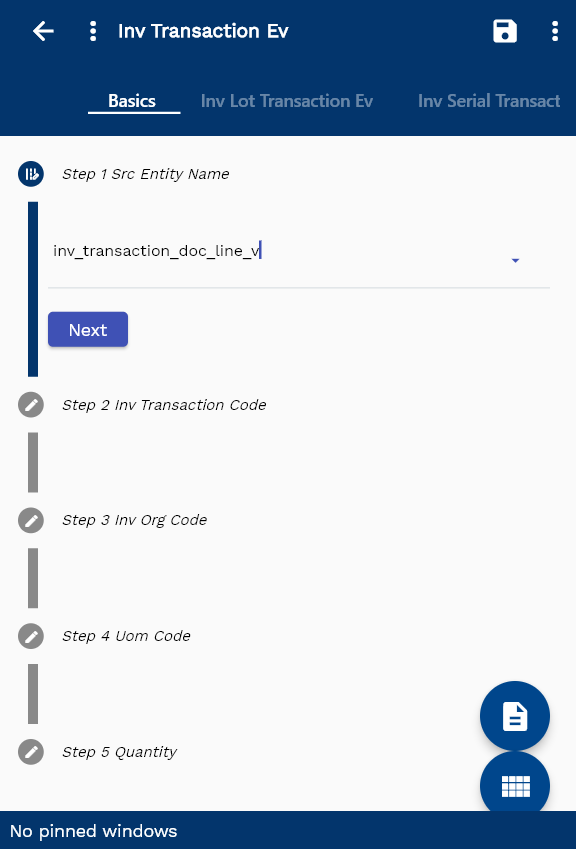 Inv Transaction Ev
Basics
Inv Lot Transaction Ev
Inv Serial Transact
Step 1 Src Entity Name
inv_transaction_doc_line_v
Next
Step 2 Inv Transaction Code
Step 3 Inv Org Code
Step 4 Uom Code
Step 5 Quantity
No pinned windows